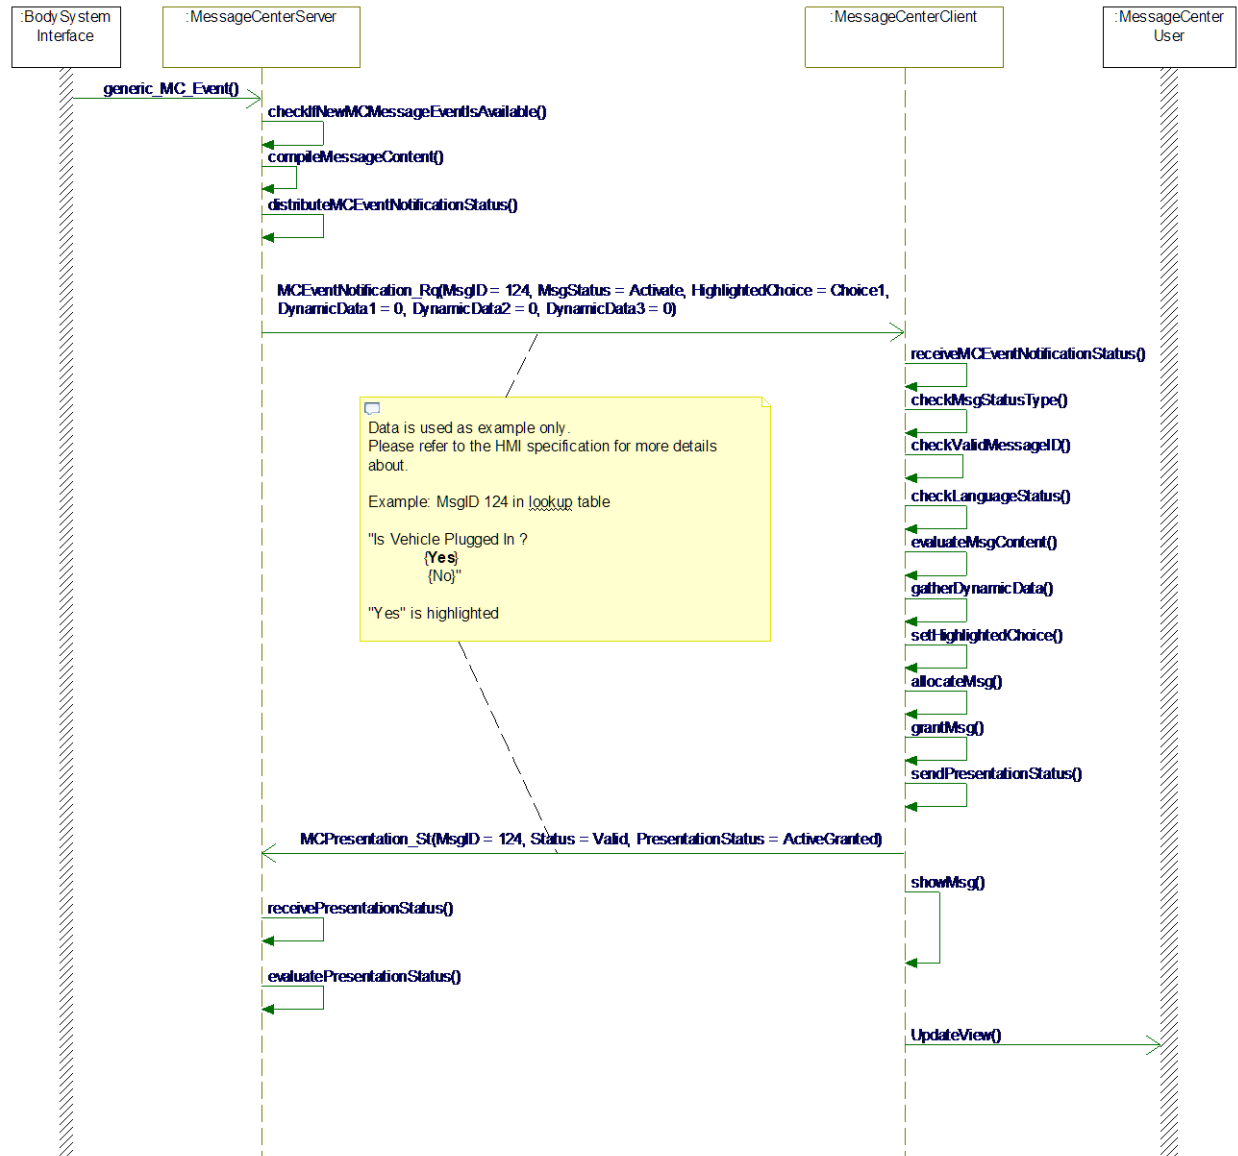 :BodySystem
Interface
:MessageCenterServer
:MessageCenterClient
:MessageCenter
User
generic_MC_Event()
checkIfNewMCMessageEventIsAvailable()
compileMessageContent()
distributeMCEventNotificationStatus()
MCEventNotification_Rq(MsgID = 124, MsgStatus = Activate, HighlightedChoice = Choice1,
DynamicData1 = 0, DynamicData2 = 0, DynamicData3 = 0)
receiveMCEventNotificationStatus()
checkMsgStatusType()
checkValidMessageID()
checkLanguageStatus()
evaluateMsgContent()
gatherDynamicData()
setHighlightedChoice()
allocateMsg()
grantMsg()
sendPresentationStatus()
Data is used as example only.
Please refer to the HMI specification for more details
about.
Example: MsgID 124 in lookup table
"Is Vehicle Plugged In ?
{Yes}
{No}"
"Yes" is highlighted
MCPresentation_St(MsgID = 124, Status = Valid, PresentationStatus = ActiveGranted)
showMsg()
receivePresentationStatus()
evaluatePresentationStatus()
UpdateView()